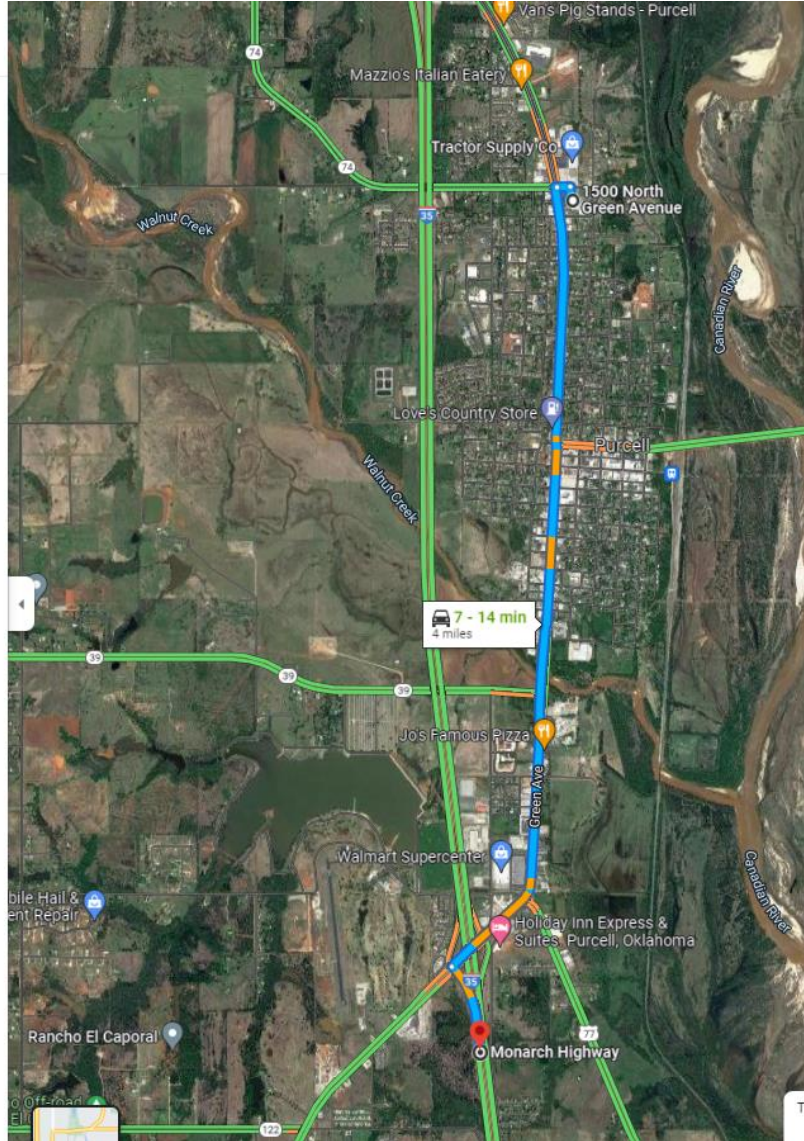 Van's Pig Stands - Purcell
74
Mazzio's Italian Eatery
Tractor Supply Co.
74
1500 North
Green Avenue
35
Walnut Creek
Canadian River
Love's Country Store
Purcell
Walnut Creek
7 - 14 min
4 miles
39
39
39
Jo's Famous Pizza
Green Ave
Walmart Supercenter
Canadian River
bile Hail &
ent Repair
Holiday Inn Express &
Suites, Purcell, Oklahoma
35
Rancho El Caporal
77
Monarch Highway
o Off-road
122
T